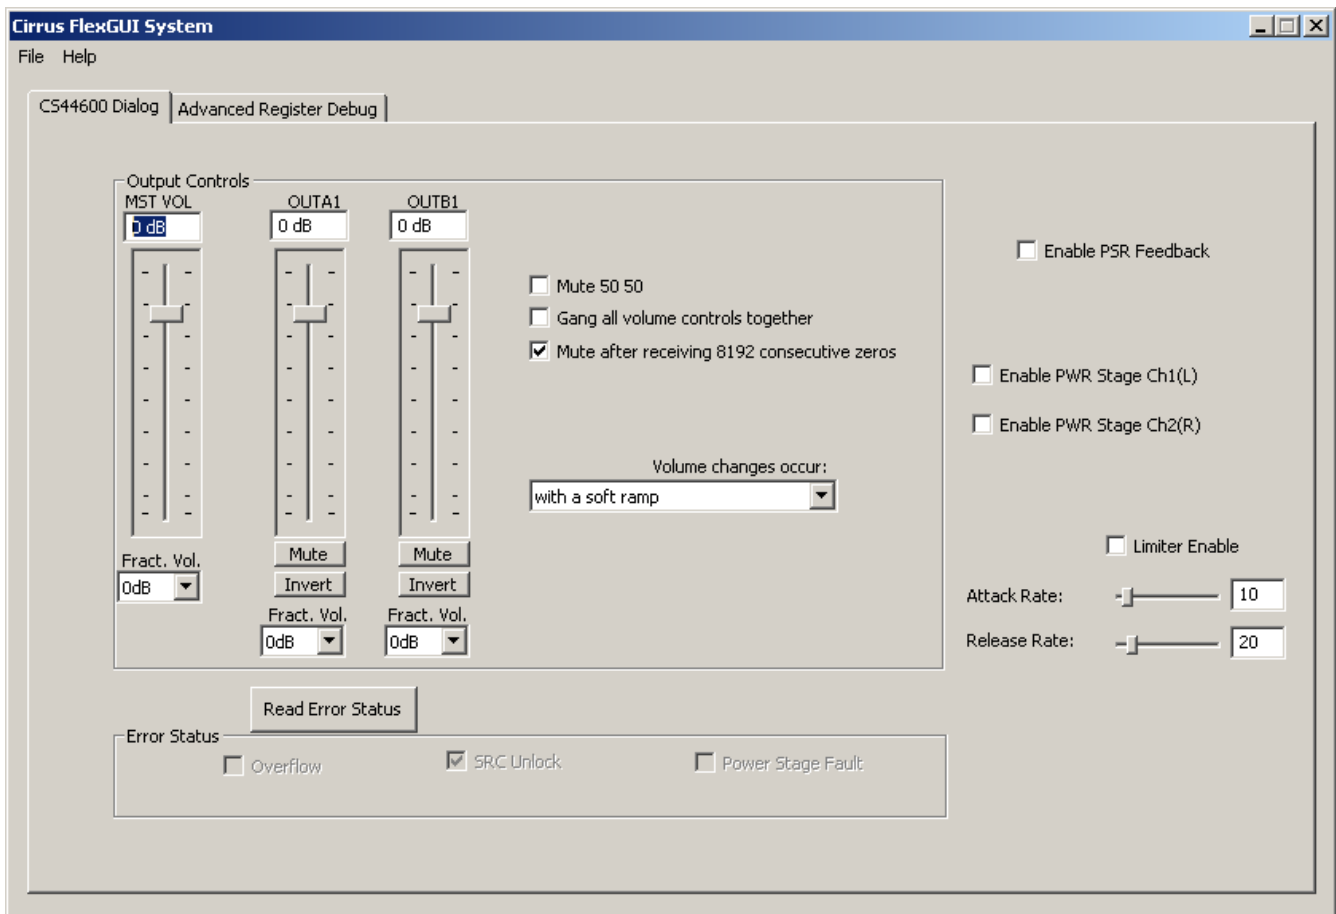 Cirrus FlexGUI System
File Help
CS44600 Dialog Advanced Register Debug
Output Controls
MST VOL OUTA1 OUTB1
0 dB 0 dB 0 dB
Enable PSR Feedback
Mute 50 50
Gang all volume controls together
Mute after receiving 8192 consecutive zeros
Enable PWR Stage Ch1(L)
Enable PWR Stage Ch2(R)
Volume changes occur:
with a soft ramp
Mute Mute
Limiter Enable
Fract. Vol.
0dB
Invert Invert
Attack Rate: 10
Fract. Vol. Fract. Vol.
0dB 0dB
Release Rate: 20
Read Error Status
Error Status
Overflow SRC Unlock Power Stage Fault